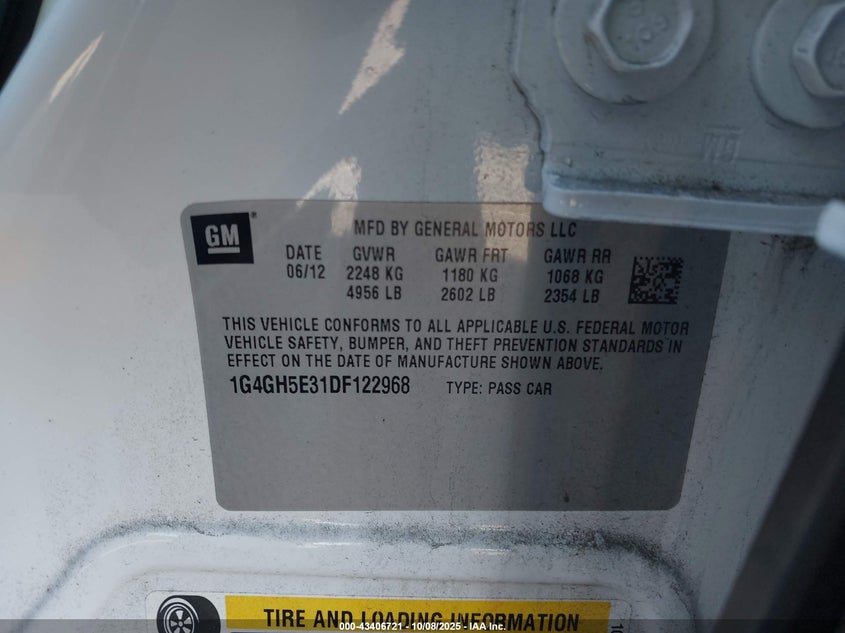 GM
MFD BY GENERAL MOTORS LLC
DATE GVWR GAWR FRT GAWR RR
06/12 2248 KG 1180 KG 1068 KG
4956 LB 2602 LB 2354 LB
THIS VEHICLE CONFORMS TO ALL APPLICABLE U.S. FEDERAL MOTOR
VEHICLE SAFETY, BUMPER, AND THEFT PREVENTION STANDARDS IN
EFFECT ON THE DATE OF MANUFACTURE SHOWN ABOVE.
1G4GH5E31DF122968 TYPE: PASS CAR
TIRE AND LOADING INFORMATION
000-43406721 - 10/08/2025 - IAA Inc.